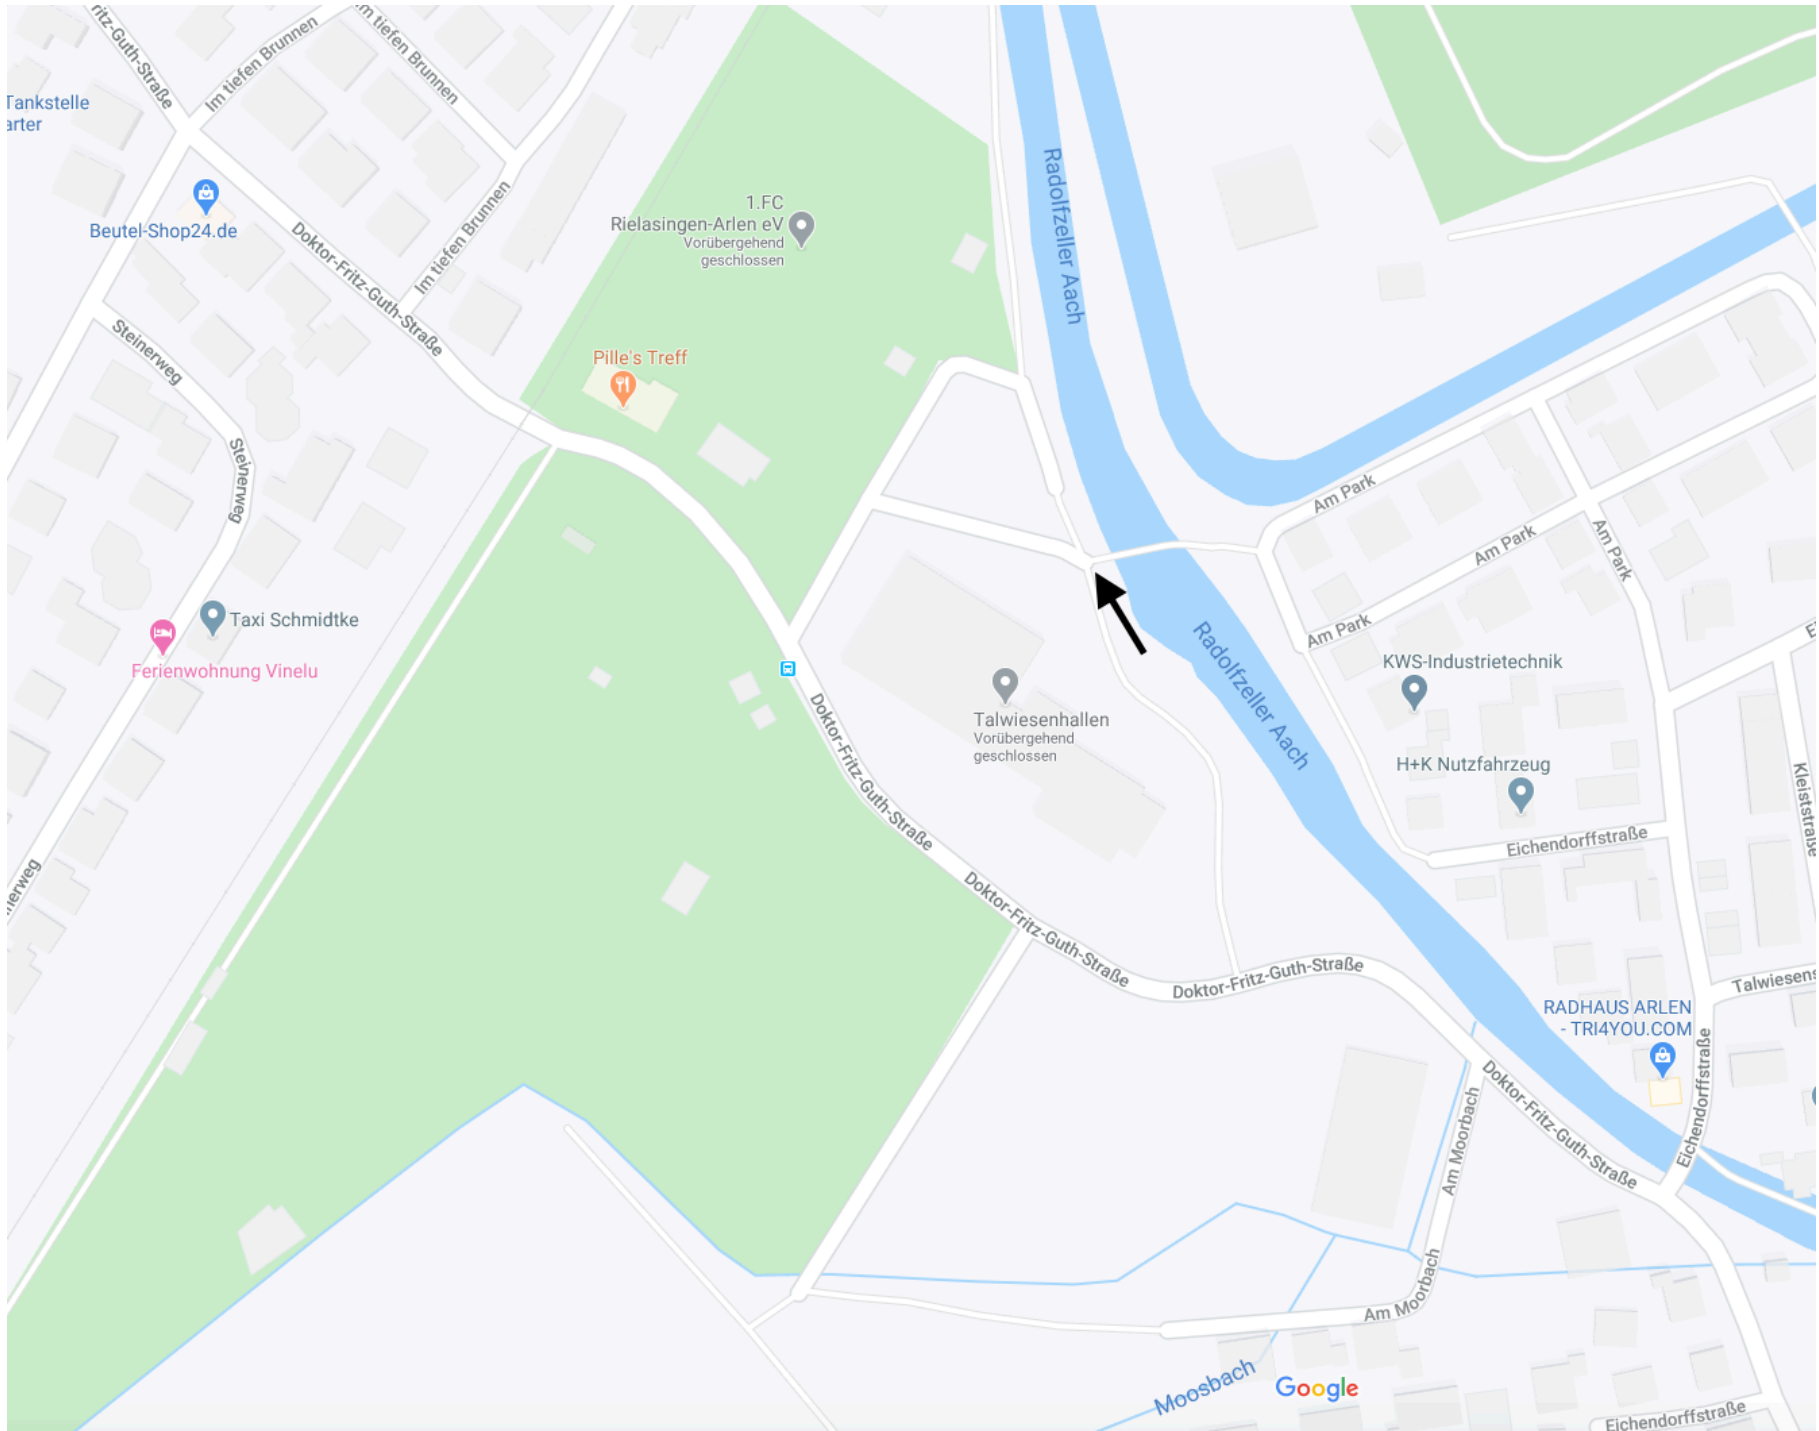 ritz-Guth-Straße
Im tiefen Brunnen
Im tiefen Brunnen
Tankstelle
arter
Beutel-Shop24.de
Doktor-Fritz-Guth-Straße
Im tiefen Brunnen
1.FC
Rielasingen-Arlen eV
Vorübergehend
geschlossen
Radolfzeller Aach
Steinerweg
Pille's Treff
Steinerweg
Am Park
Am Park
Am Park
Am Park
Taxi Schmidtke
Ferienwohnung Vinelu
Radolfzeller Aach
KWS-Industrietechnik
Talwiesenhallen
Vorübergehend
geschlossen
Doktor-Fritz-Guth-Straße
H+K Nutzfahrzeug
Kleiststraße
Eichendorffstraße
nerweg
Doktor-Fritz-Guth-Straße
Doktor-Fritz-Guth-Straße
Talwiesens
RADHAUS ARLEN
- TRI4YOU.COM
Eichendorffstraße
Doktor-Fritz-Guth-Straße
Am Moorbach
Am Moorbach
Moosbach
Google
Eichendorffstraße